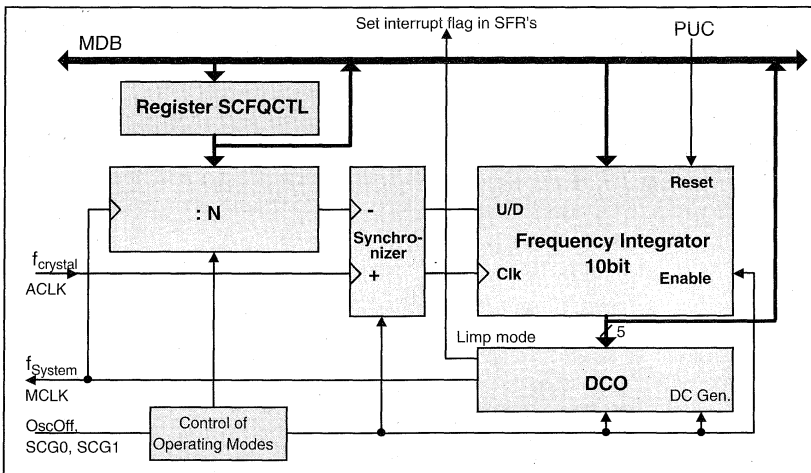 Set interrupt flag in SFR's
MDB
PUC
Register SCFQCTL
: N
-
Synchro-
nizer
+
Reset
U/D
Frequency Integrator
10bit
Clk
Enable
fcrystal
ACLK
5
Limp mode
fSystem
MCLK
DCO
DC Gen.
OscOff,
SCG0, SCG1
Control of
Operating Modes